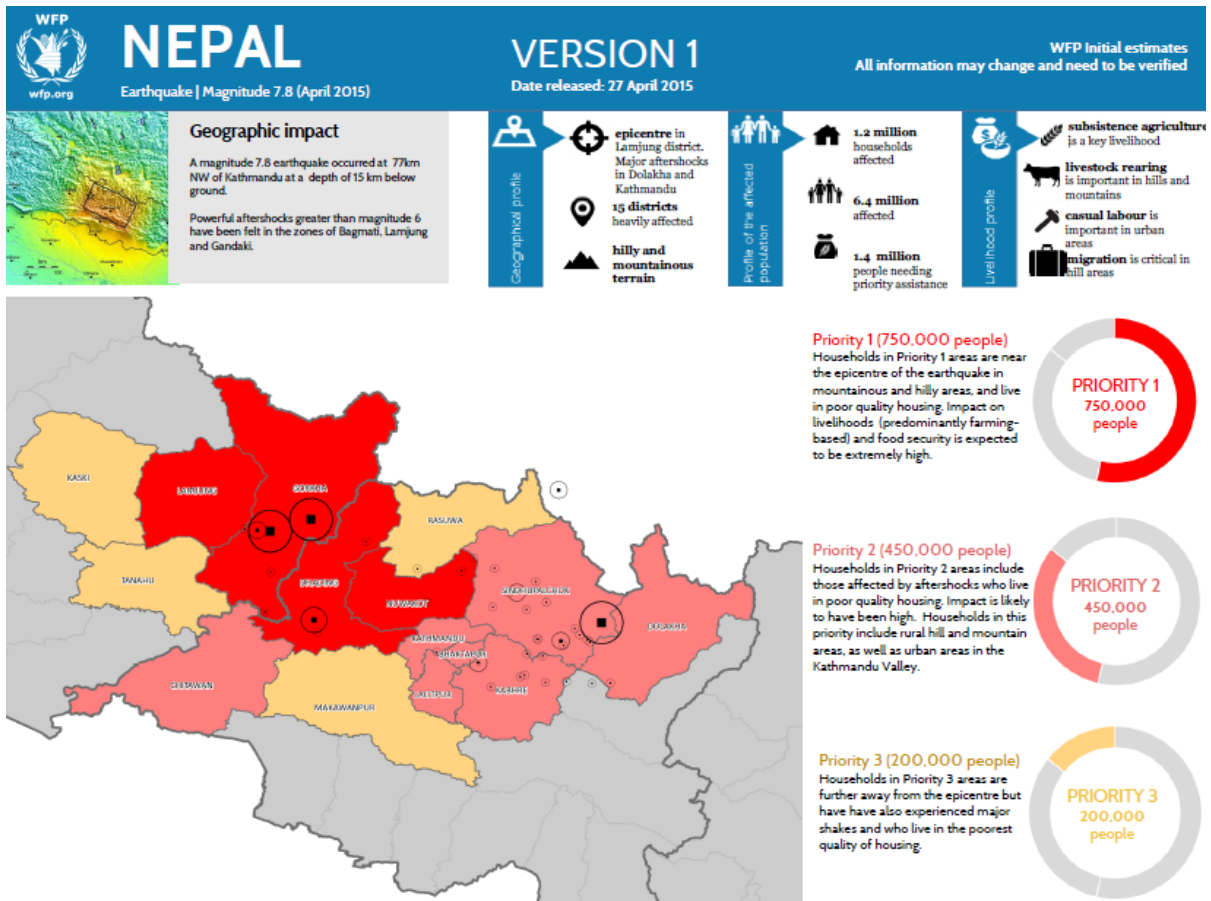 WFP
wfp.org
NEPAL
Earthquake | Magnitude 7.8 (April 2015)
VERSION 1
Date released: 27 April 2015
WFP Initial estimates
All information may change and need to be verified
Geographic impact
A magnitude 7.8 earthquake occurred at 77km
NW of Kathmandu at a depth of 15 km below
ground.
Powerful aftershocks greater than magnitude 6
have been felt in the zones of Bagmati, Lamjung
and Gandaki.
Geographical profile
epicentre in
Lamjung district.
Major aftershocks
in Dolakha and
Kathmandu
15 districts
heavily affected
hilly and
mountainous
terrain
Profile of the affected
population
1.2 million
households
affected
6.4 million
affected
1.4 million
people needing
priority assistance
Livelihood profile
subsistence agriculture
is a key livelihood
livestock rearing
is important in hills and
mountains
casual labour is
important in urban
areas
migration is critical in
hill areas
KASKI
LAMJUNG
GORKHA
RASUWA
TANAHU
DHADING
NUWAKOT
SINDHUPALCHOK
DOLAKHA
KATHMANDU
BHAKTAPUR
LALITPUR
KABHRE
CHITAWAN
MAKAWANPUR
Priority 1 (750,000 people)
Households in Priority 1 areas are near
the epicentre of the earthquake in
mountainous and hilly areas, and live
in poor quality housing. Impact on
livelihoods (predominantly farming-
based) and food security is expected
to be extremely high.
PRIORITY 1
750,000
people
Priority 2 (450,000 people)
Households in Priority 2 areas include
those affected by aftershocks who live
in poor quality housing. Impact is likely
to have been high. Households in this
priority include rural hill and mountain
areas, as well as urban areas in the
Kathmandu Valley.
PRIORITY 2
450,000
people
Priority 3 (200,000 people)
Households in Priority 3 areas are
further away from the epicentre but
have have also experienced major
shakes and who live in the poorest
quality of housing.
PRIORITY 3
200,000
people